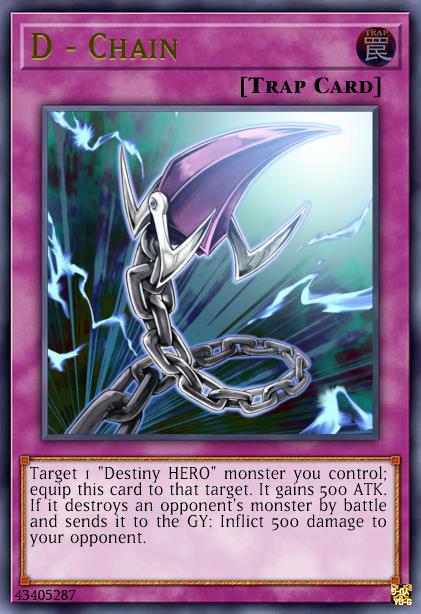 D - Chain
TRAP
罠
[Trap Card]
Target 1 "Destiny HERO" monster you control;
equip this card to that target. It gains 500 ATK.
If it destroys an opponent's monster by battle
and sends it to the GY: Inflict 500 damage to
your opponent.
43405287